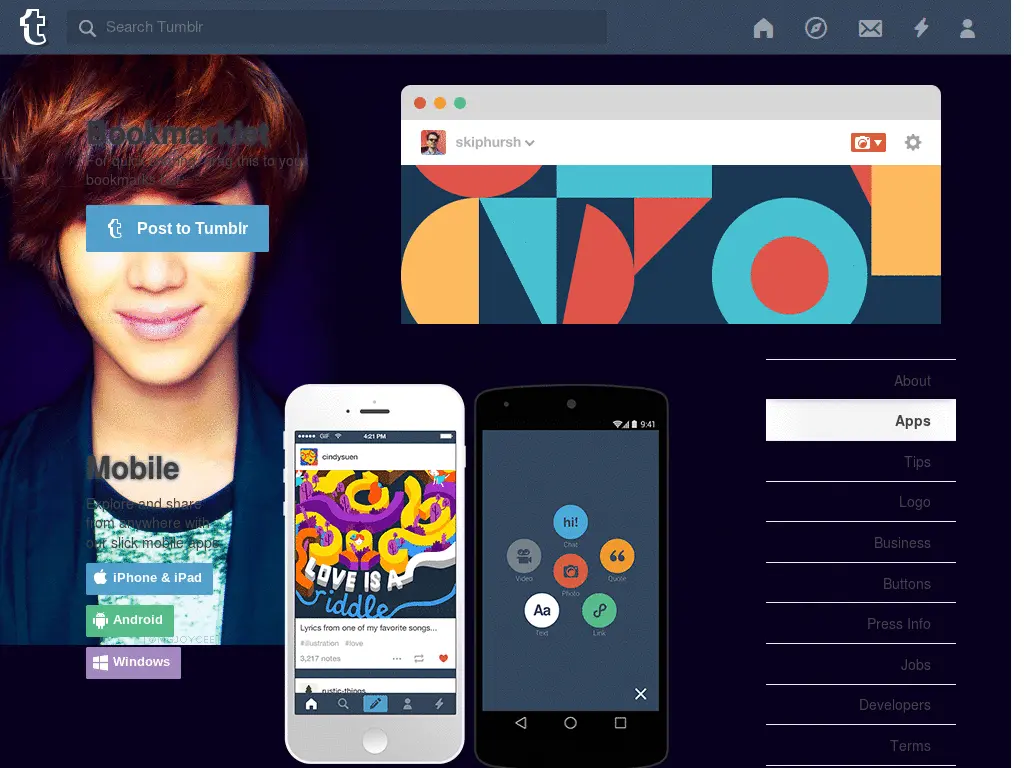 Search Tumblr
Bookmarklet
For quick posting, drag this to your
bookmarks bar.
Post to Tumblr
skiphursh
Mobile
Explore and share
from anywhere with
our slick mobile apps.
iPhone & iPad
Android
Windows
GIF
4:21 PM
cindysuen
LOVE IS A
riddle
Lyrics from one of my favorite songs...
#illustration #love
3,217 notes
rustic-things
9:41
hi!
Chat
Video
Quote
Photo
Aa
Text
Link
About
Apps
Tips
Logo
Business
Buttons
Press Info
Jobs
Developers
Terms